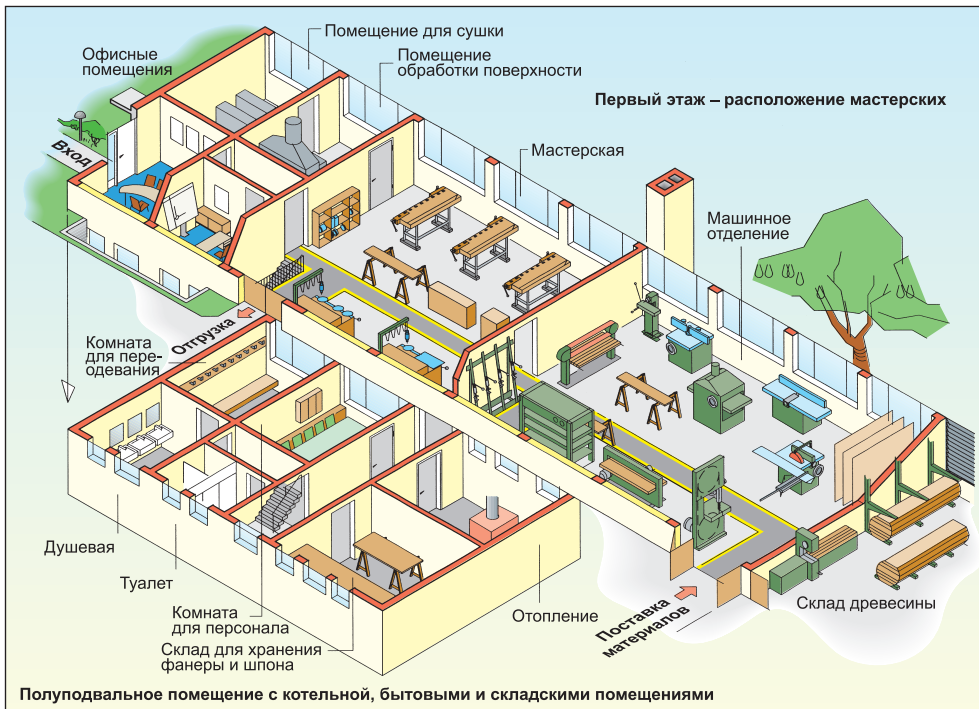 Помещение для сушки
Офисные
помещения
Помещение
обработки поверхности
Первый этаж – расположение мастерских
Вход
Мастерская
Машинное
отделение
Отгрузка
Комната
для пере-
одевания
Душевая
Туалет
Комната
для персонала
Склад для хранения
фанеры и шпона
Отопление
Поставка
материалов
Склад древесины
Полуподвальное помещение с котельной, бытовыми и складскими помещениями